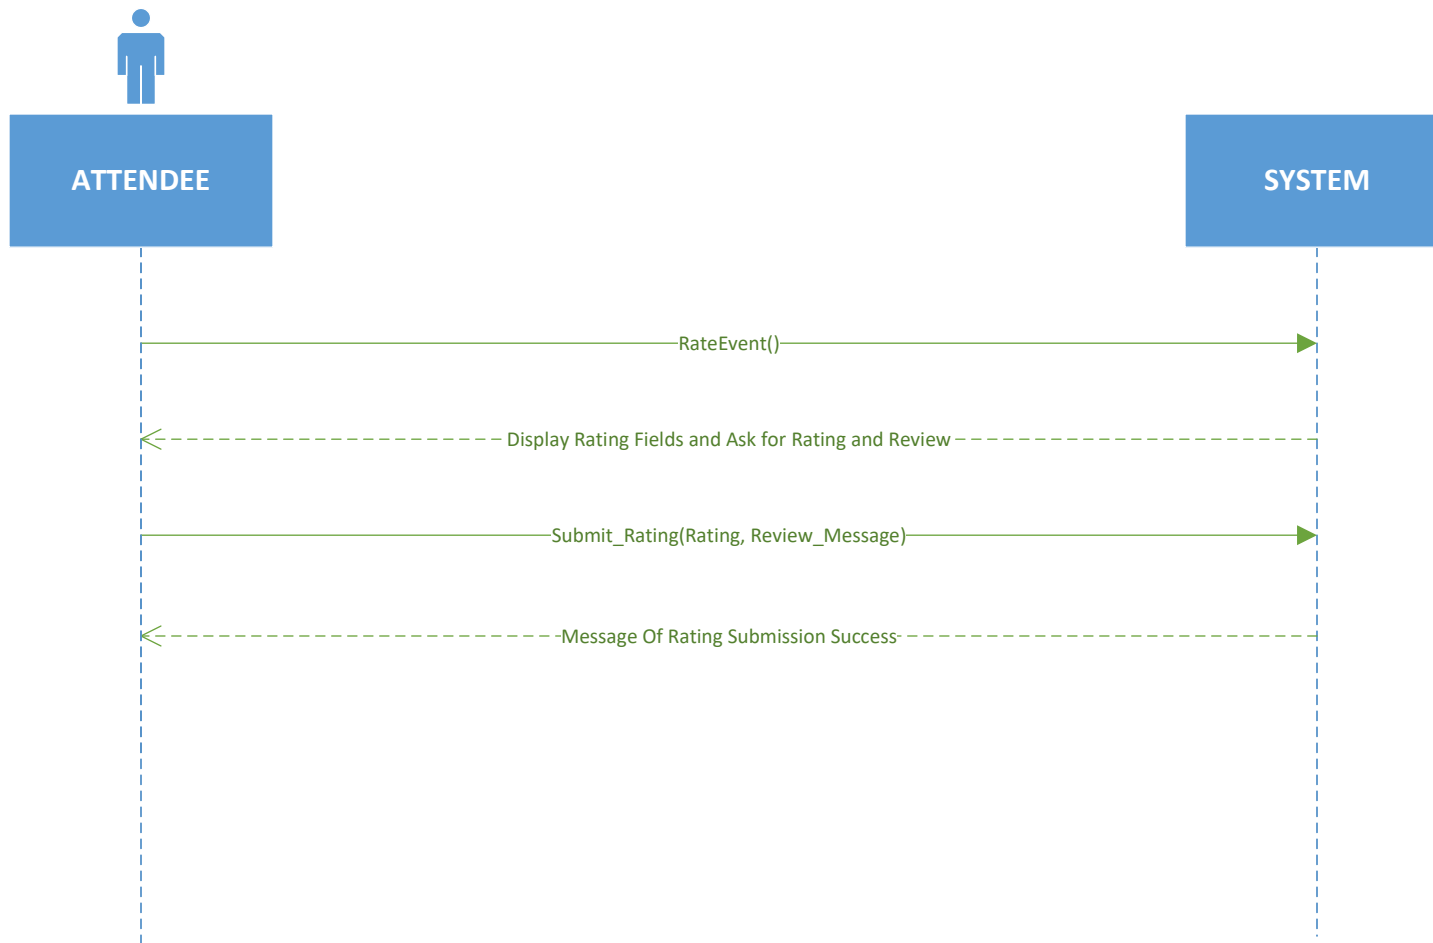 ATTENDEE
SYSTEM
RateEvent()
Display Rating Fields and Ask for Rating and Review
Submit_Rating(Rating, Review_Message)
Message Of Rating Submission Success